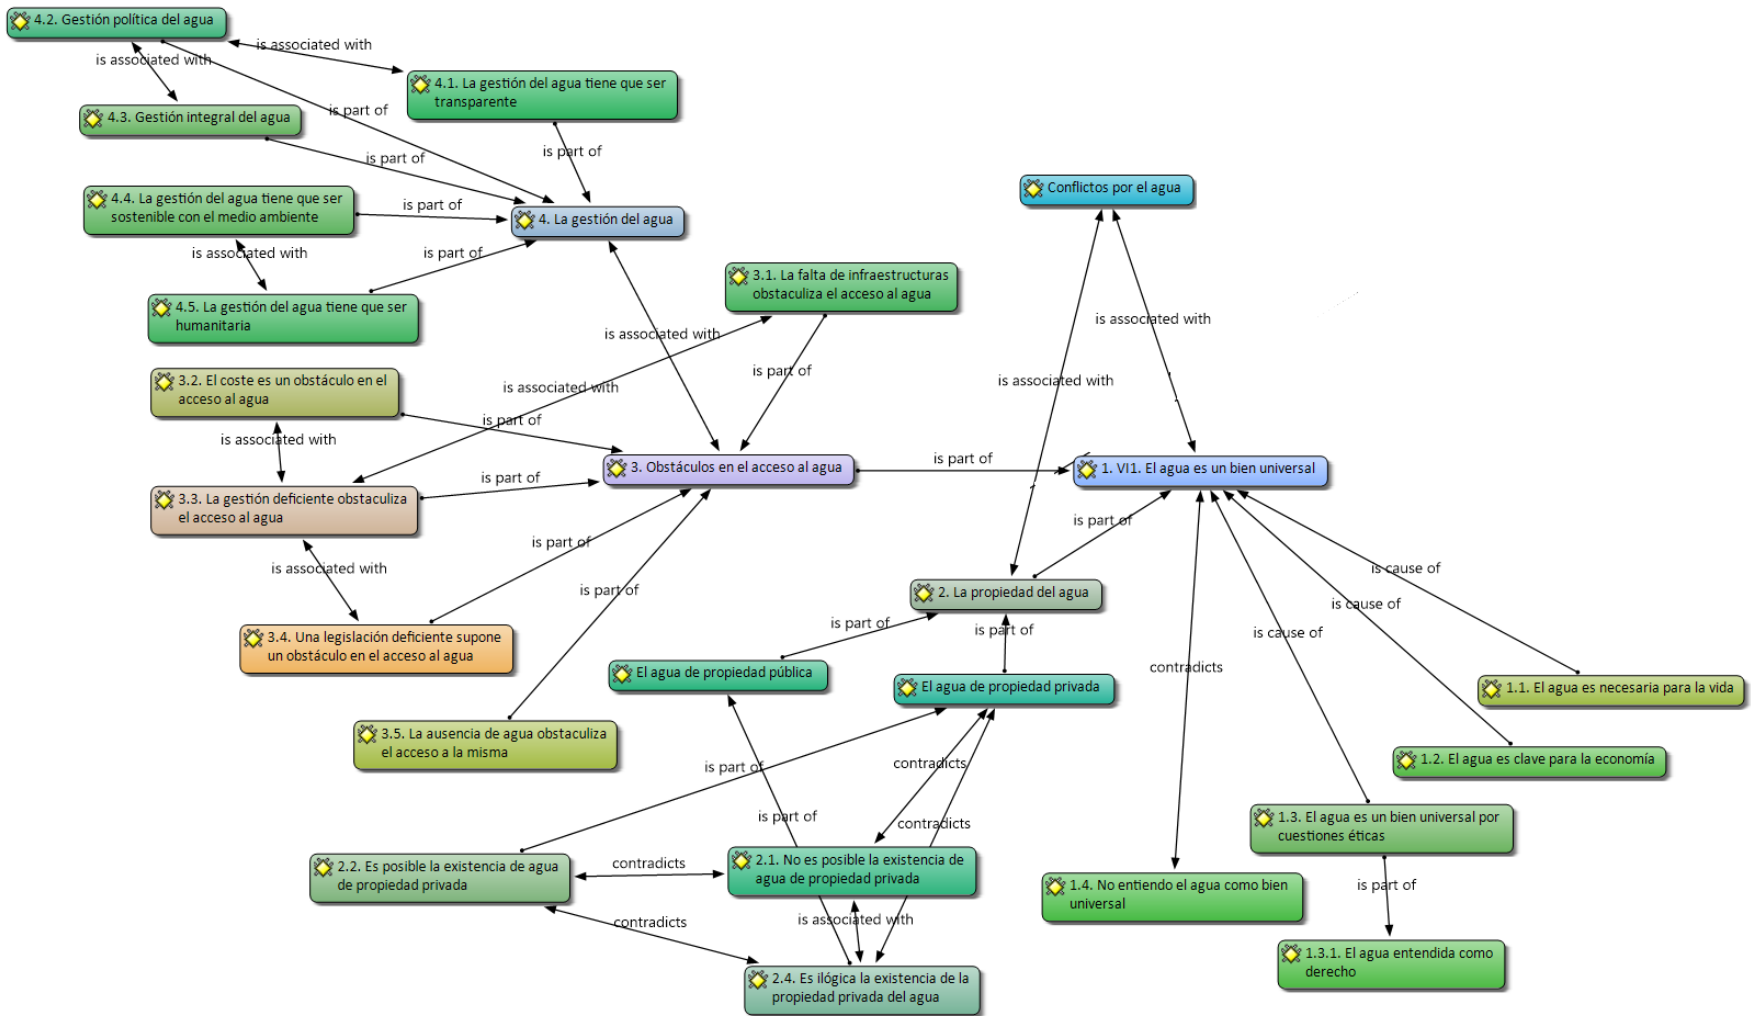 4.2. Gestión política del agua
is associated with
is associated with
4.1. La gestión del agua tiene que ser
transparente
is part of
4.3. Gestión integral del agua
is part of
is part of
4.4. La gestión del agua tiene que ser
sostenible con el medio ambiente
is part of
4. La gestión del agua
Conflictos por el agua
is associated with
is part of
4.5. La gestión del agua tiene que ser
humanitaria
3.1. La falta de infraestructuras
obstaculiza el acceso al agua
is associated with
is associated with
is part of
is associated with
is associated with
3.2. El coste es un obstáculo en el
acceso al agua
is part of
is associated with
3. Obstáculos en el acceso al agua
is part of
1. VI1. El agua es un bien universal
is part of
3.3. La gestión deficiente obstaculiza
el acceso al agua
is part of
is part of
is associated with
is part of
2. La propiedad del agua
is cause of
is cause of
is cause of
3.4. Una legislación deficiente supone
un obstáculo en el acceso al agua
is part of
is part of
El agua de propiedad pública
El agua de propiedad privada
contradicts
1.1. El agua es necesaria para la vida
3.5. La ausencia de agua obstaculiza
el acceso a la misma
is part of
contradicts
1.2. El agua es clave para la economía
is part of
contradicts
1.3. El agua es un bien universal por
cuestiones éticas
2.2. Es posible la existencia de agua
de propiedad privada
contradicts
2.1. No es posible la existencia de
agua de propiedad privada
1.4. No entiendo el agua como bien
universal
is part of
contradicts
is associated with
1.3.1. El agua entendida como
derecho
2.4. Es ilógica la existencia de la
propiedad privada del agua